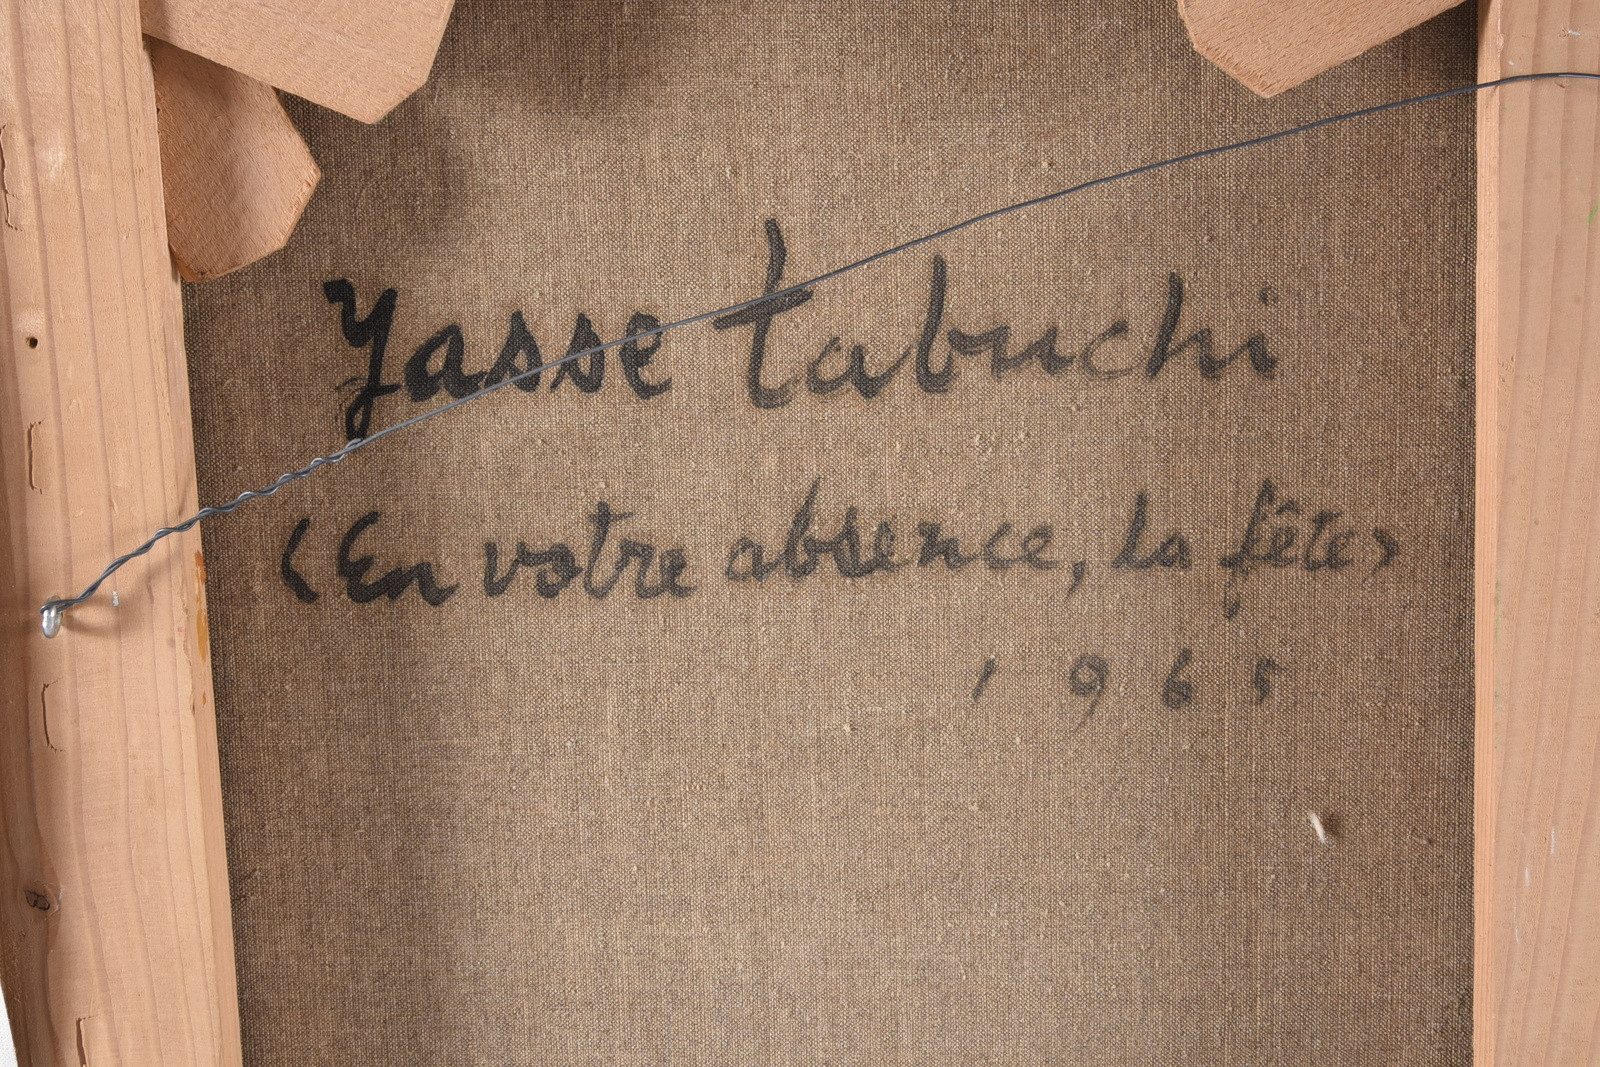 yasse tabuchi
<En votre absence, la fête>
1965